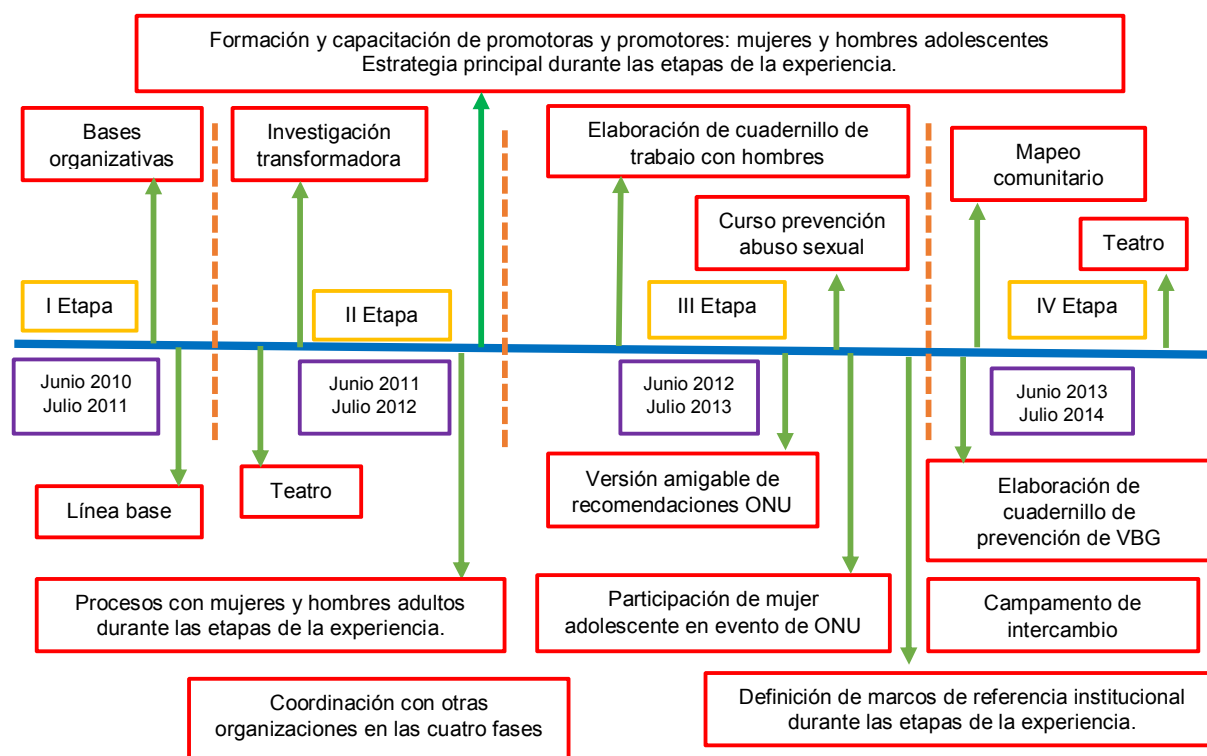 Formación y capacitación de promotoras y promotores: mujeres y hombres adolescentes
Estrategia principal durante las etapas de la experiencia.
Bases
organizativas
Investigación
transformadora
Elaboración de cuadernillo de
trabajo con hombres
Mapeo
comunitario
Curso prevención
abuso sexual
Teatro
I Etapa
II Etapa
III Etapa
IV Etapa
Junio 2010
Julio 2011
Junio 2011
Julio 2012
Junio 2012
Julio 2013
Junio 2013
Julio 2014
Línea base
Teatro
Versión amigable de
recomendaciones ONU
Elaboración de
cuadernillo de
prevención de VBG
Procesos con mujeres y hombres adultos
durante las etapas de la experiencia.
Participación de mujer
adolescente en evento de ONU
Campamento de
intercambio
Coordinación con otras
organizaciones en las cuatro fases
Definición de marcos de referencia institucional
durante las etapas de la experiencia.